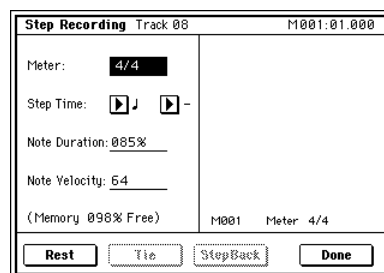 Step Recording Track 08 M001:01.000
Meter: 4/4
Step Time: ♩ -
Note Duration: 085%
Note Velocity: 64
(Memory 098% Free)
M001 Meter 4/4
Rest Tie StepBack Done